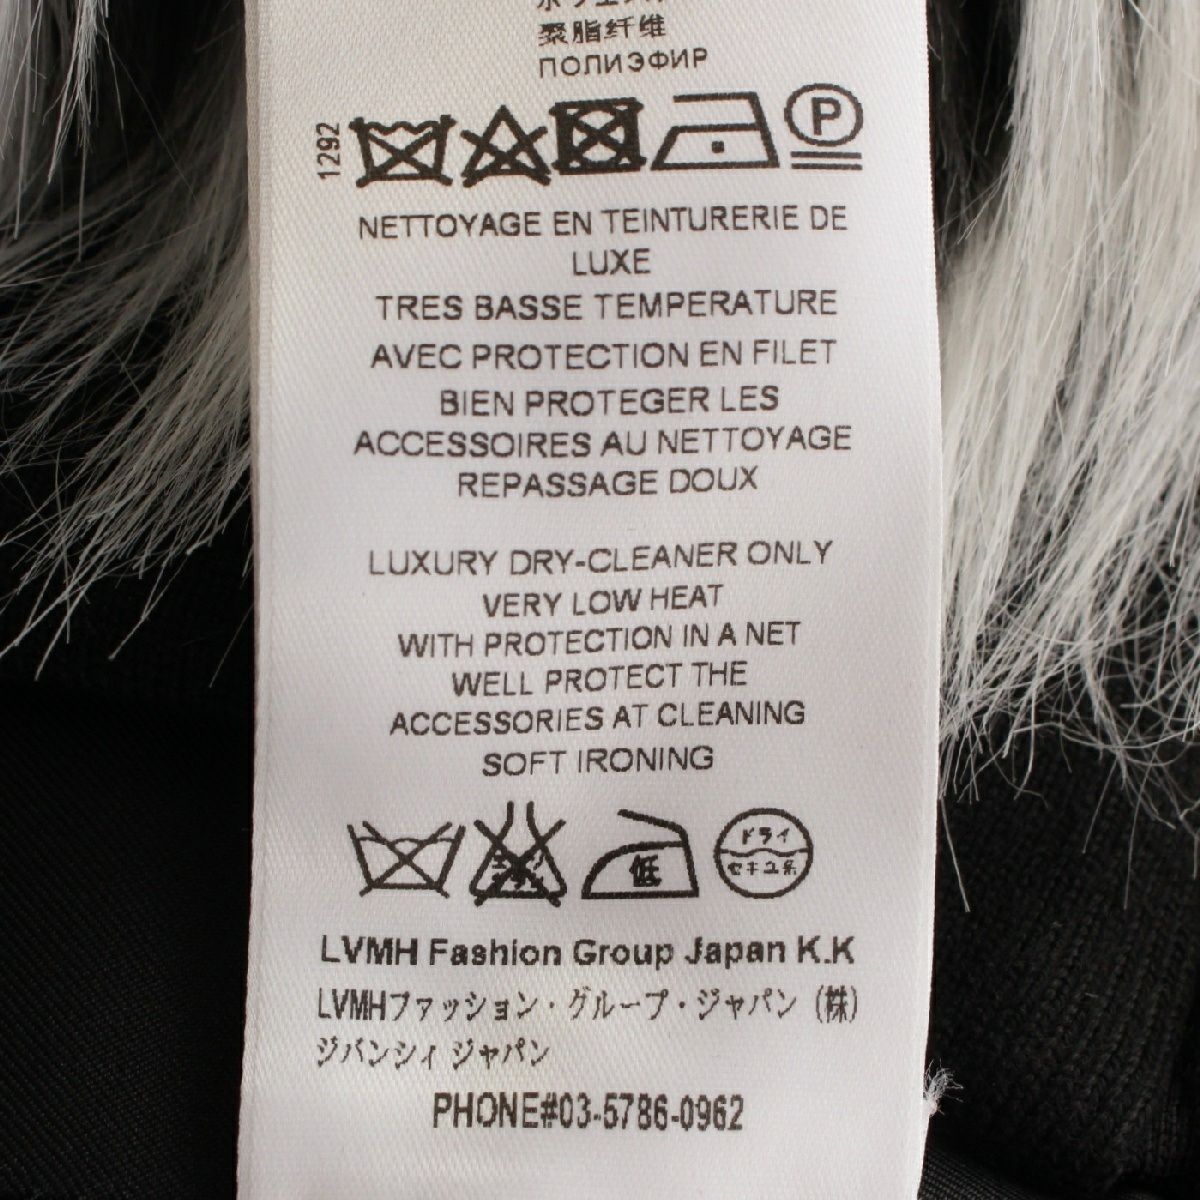 聚脂纤维
ПОЛИЭФИР
1292
P
NETTOYAGE EN TEINTURERIE DE
LUXE
TRES BASSE TEMPERATURE
AVEC PROTECTION EN FILET
BIEN PROTEGER LES
ACCESSOIRES AU NETTOYAGE
REPASSAGE DOUX
LUXURY DRY-CLEANER ONLY
VERY LOW HEAT
WITH PROTECTION IN A NET
WELL PROTECT THE
ACCESSORIES AT CLEANING
SOFT IRONING
低
ドライ
セキユ系
LVMH Fashion Group Japan K.K
LVMHファッション・グループ・ジャパン (株)
ジバンシィ ジャパン
PHONE#03-5786-0962